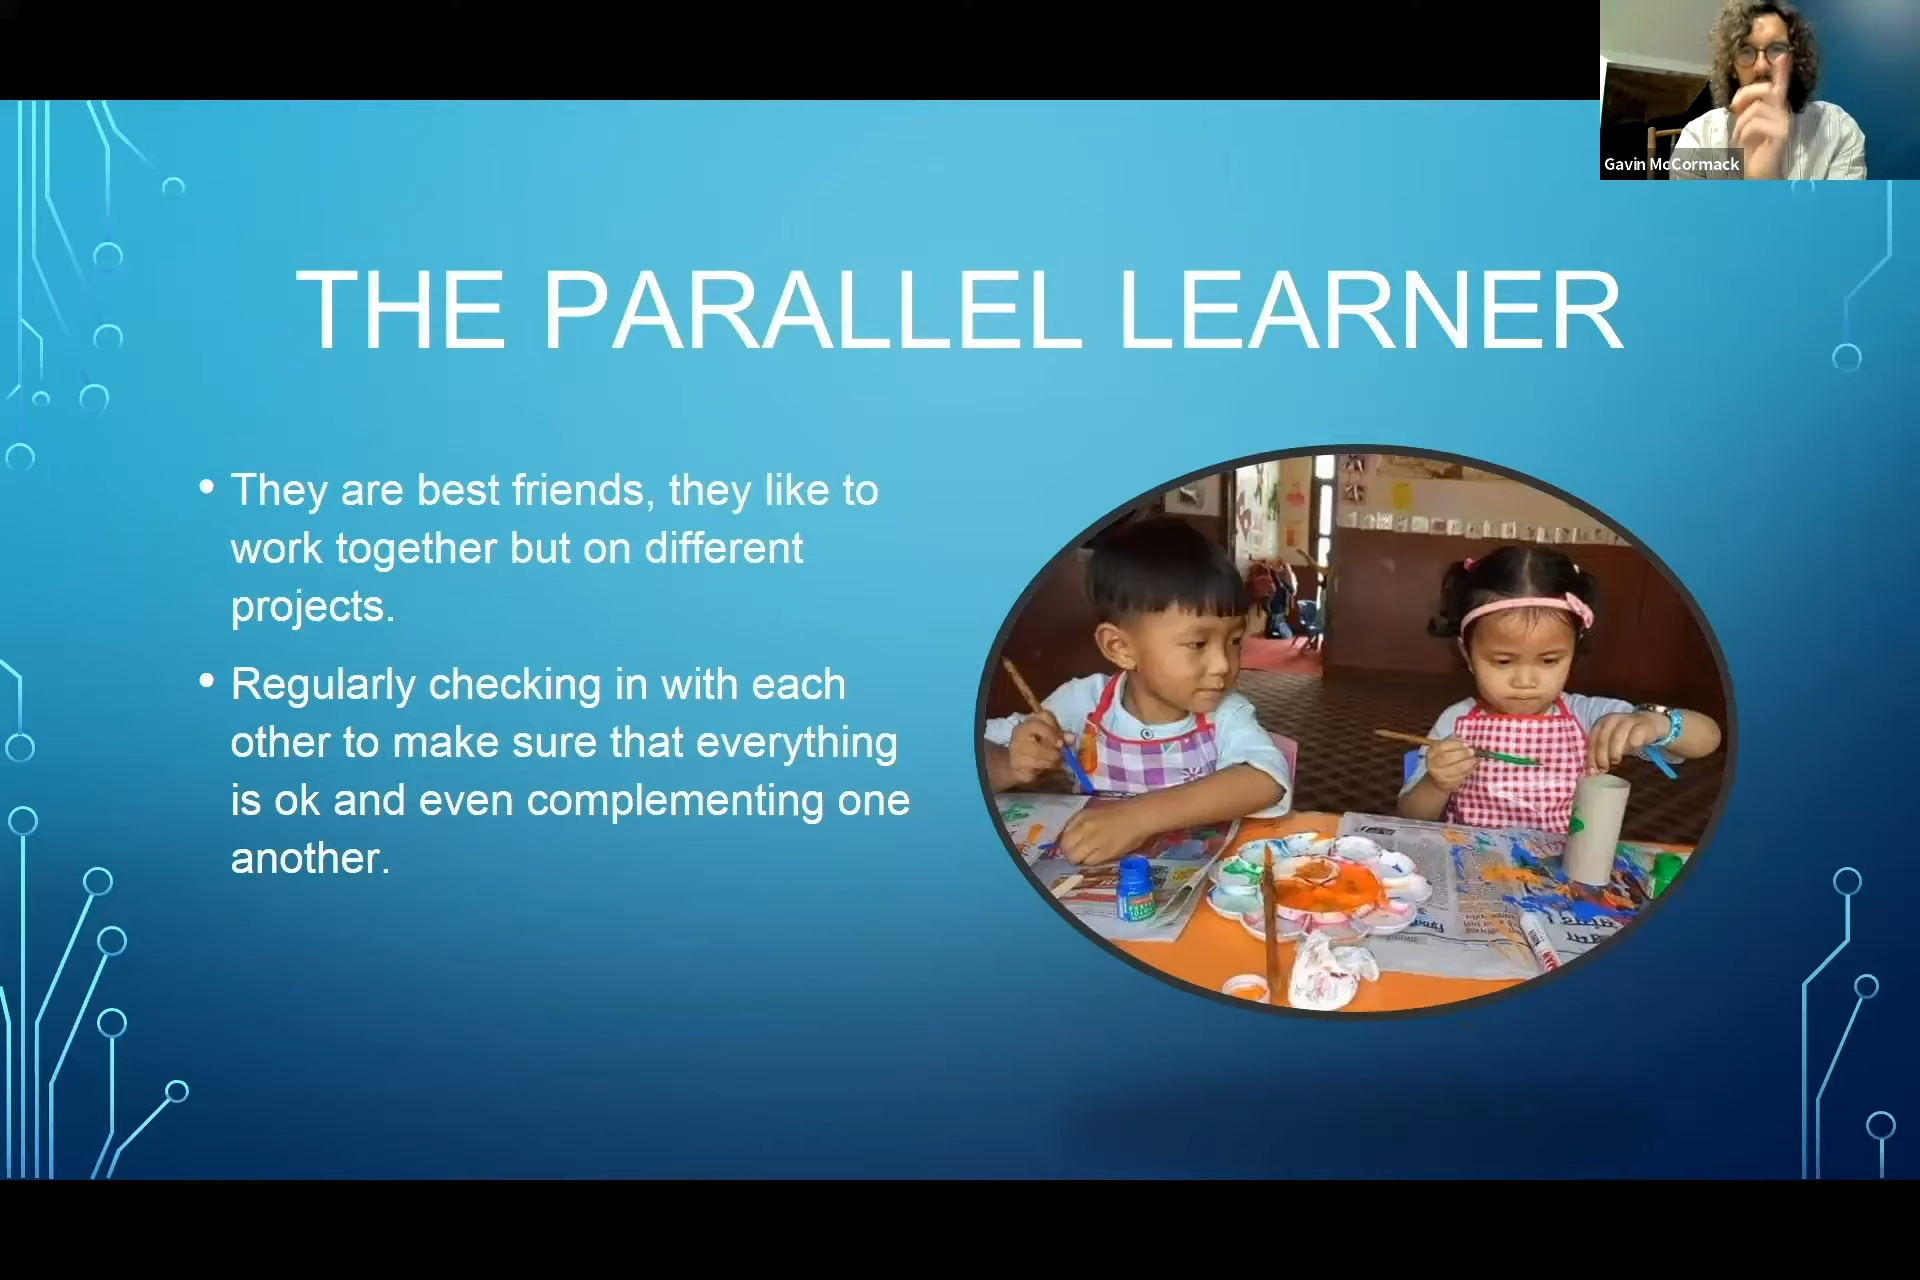 Gavin McCormack
THE PARALLEL LEARNER
• They are best friends, they like to
work together but on different
projects.
• Regularly checking in with each
other to make sure that everything
is ok and even complementing one
another.